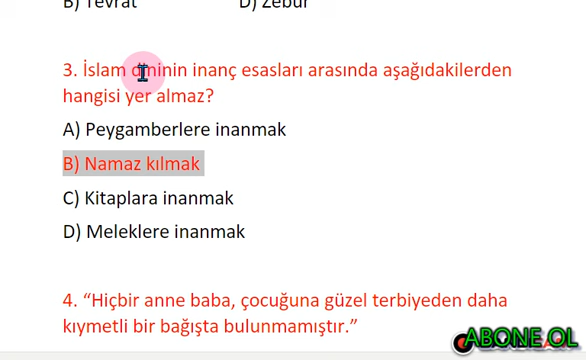 B) Tevrat D) Zebur
3. İslam dininin inanç esasları arasında aşağıdakilerden
hangisi yer almaz?
A) Peygamberlere inanmak
B) Namaz kılmak
C) Kitaplara inanmak
D) Meleklere inanmak
4. “Hiçbir anne baba, çocuğuna güzel terbiyeden daha
kıymetli bir bağışta bulunmamıştır.”
ABONE OL